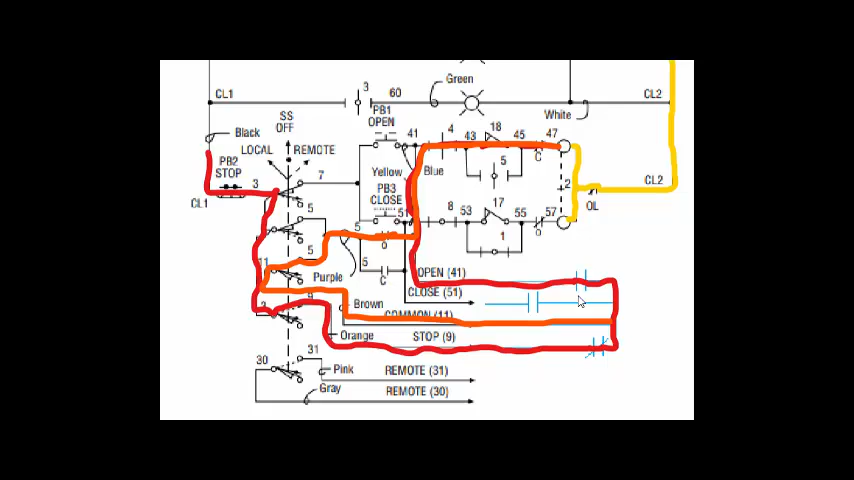 3 60 Green
CL1 CL2
SS
OFF
PB1
OPEN
White
Black
LOCAL REMOTE
41 4 43 18 45 47
C
PB2
STOP
3 7
Yellow Blue 5
PB3
CLOSE
2 CL2
CL1
OL
5 51 8 53 17 55 57
5 O O
1
5
11
Purple
5
C
OPEN (41)
CLOSE (51)
3 9
Brown
COMMON (11)
Orange
STOP (9)
30 31
Pink REMOTE (31)
Gray REMOTE (30)